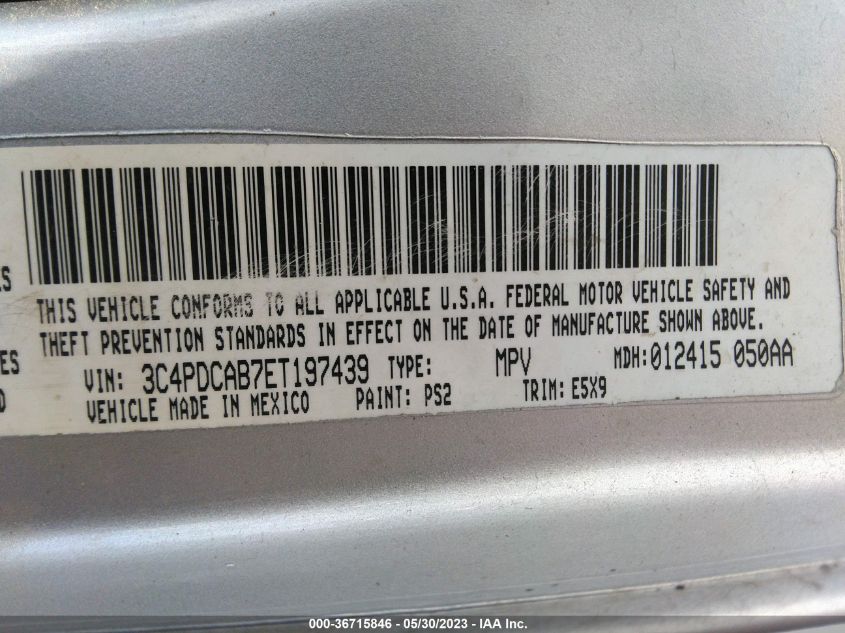 THIS VEHICLE CONFORMS TO ALL APPLICABLE U.S.A. FEDERAL MOTOR VEHICLE SAFETY AND
THEFT PREVENTION STANDARDS IN EFFECT ON THE DATE OF MANUFACTURE SHOWN ABOVE.
VIN: 3C4PDCAB7ET197439 TYPE: MPV MDH:012415 050AA
VEHICLE MADE IN MEXICO PAINT: PS2 TRIM: E5X9
000-36715846 - 05/30/2023 - IAA Inc.